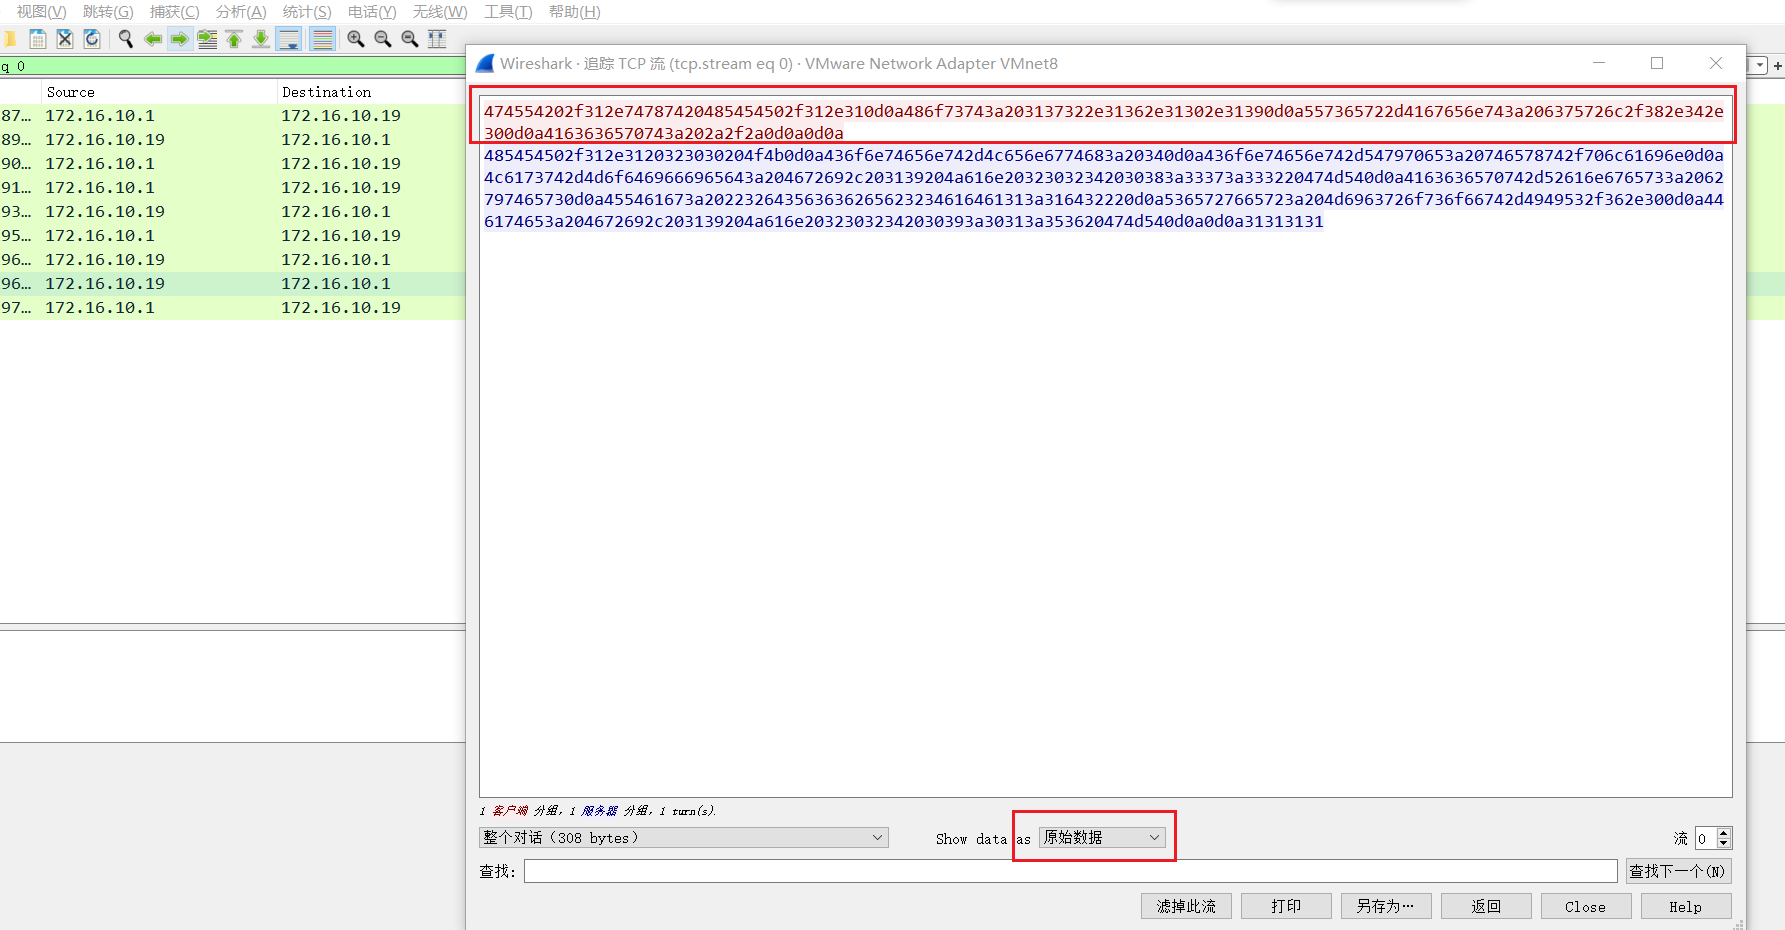 视图(V) 跳转(G) 捕获(C) 分析(A) 统计(S) 电话(Y) 无线(W) 工具(T) 帮助(H)
q 0
Source Destination
87… 172.16.10.1 172.16.10.19
89… 172.16.10.19 172.16.10.1
90… 172.16.10.1 172.16.10.19
91… 172.16.10.1 172.16.10.19
93… 172.16.10.19 172.16.10.1
95… 172.16.10.1 172.16.10.19
96… 172.16.10.19 172.16.10.1
96… 172.16.10.19 172.16.10.1
97… 172.16.10.1 172.16.10.19
Wireshark · 追踪 TCP 流 (tcp.stream eq 0) · VMware Network Adapter VMnet8
474554202f312e74787420485454502f312e310d0a486f73743a203137322e31362e31302e31390d0a557365722d4167656e743a206375726c2f382e342e
300d0a4163636570743a202a2f2a0d0a0d0a
485454502f312e3120323030204f4b0d0a436f6e74656e742d4c656e6774683a20340d0a436f6e74656e742d547970653a20746578742f706c61696e0d0a
4c6173742d4d6f6469666965643a204672692c203139204a616e20323032342030383a33373a333220474d540d0a4163636570742d52616e6765733a2062
797465730d0a455461673a202232643563636265623234616461313a316432220d0a5365727665723a204d6963726f736f66742d4949532f362e300d0a44
6174653a204672692c203139204a616e20323032342030393a30313a353620474d540d0a0d0a31313131
1 客户端 分组, 1 服务器 分组, 1 turn(s).
整个对话 (308 bytes) Show data as 原始数据 流 0
查找: 查找下一个(N)
滤掉此流 打印 另存为… 返回 Close Help